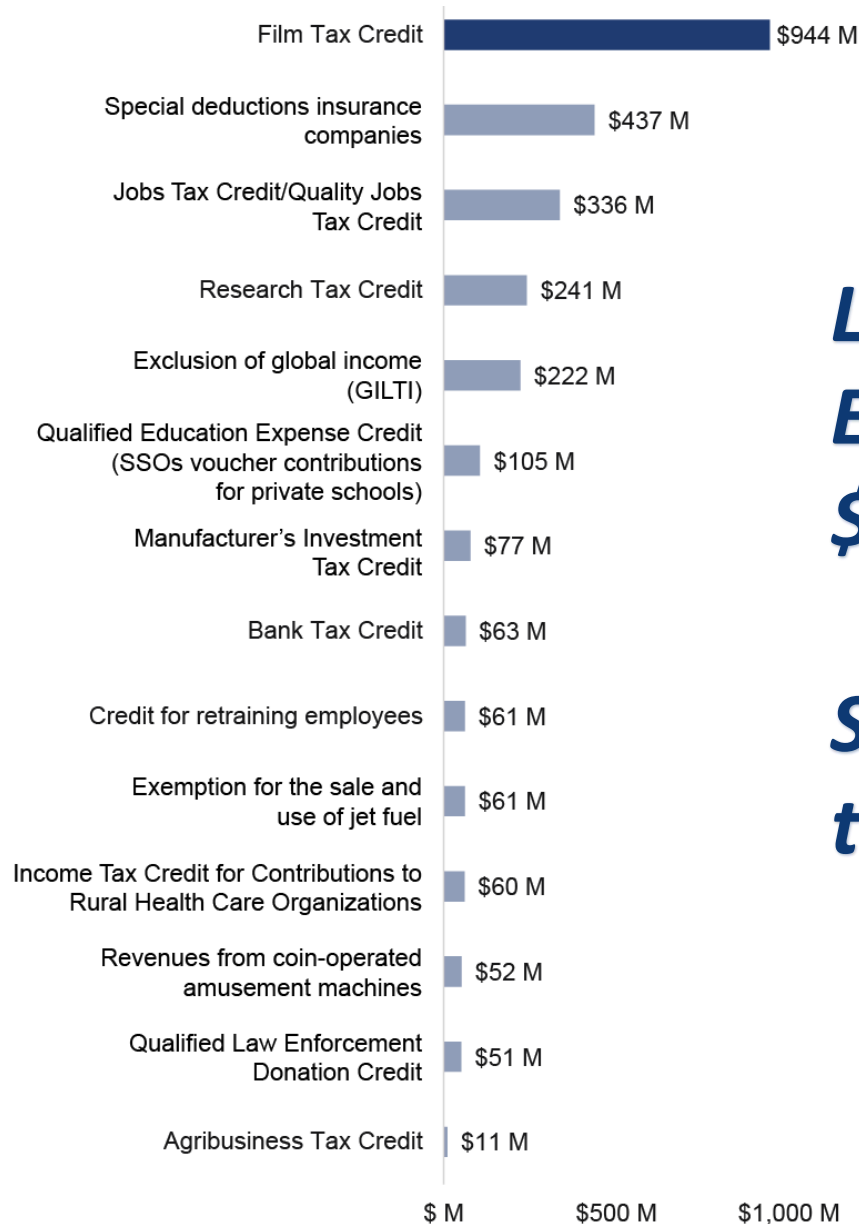 Film Tax Credit
$944 M
Special deductions insurance
companies
$437 M
Jobs Tax Credit/Quality Jobs
Tax Credit
$336 M
Research Tax Credit
$241 M
Exclusion of global income
(GILTI)
$222 M
Qualified Education Expense Credit
(SSOs voucher contributions
for private schools)
$105 M
Manufacturer’s Investment
Tax Credit
$77 M
Bank Tax Credit
$63 M
Credit for retraining employees
$61 M
Exemption for the sale and
use of jet fuel
$61 M
Income Tax Credit for Contributions to
Rural Health Care Organizations
$60 M
Revenues from coin-operated
amusement machines
$52 M
Qualified Law Enforcement
Donation Credit
$51 M
Agribusiness Tax Credit
$11 M
$ M $500 M $1,000 M